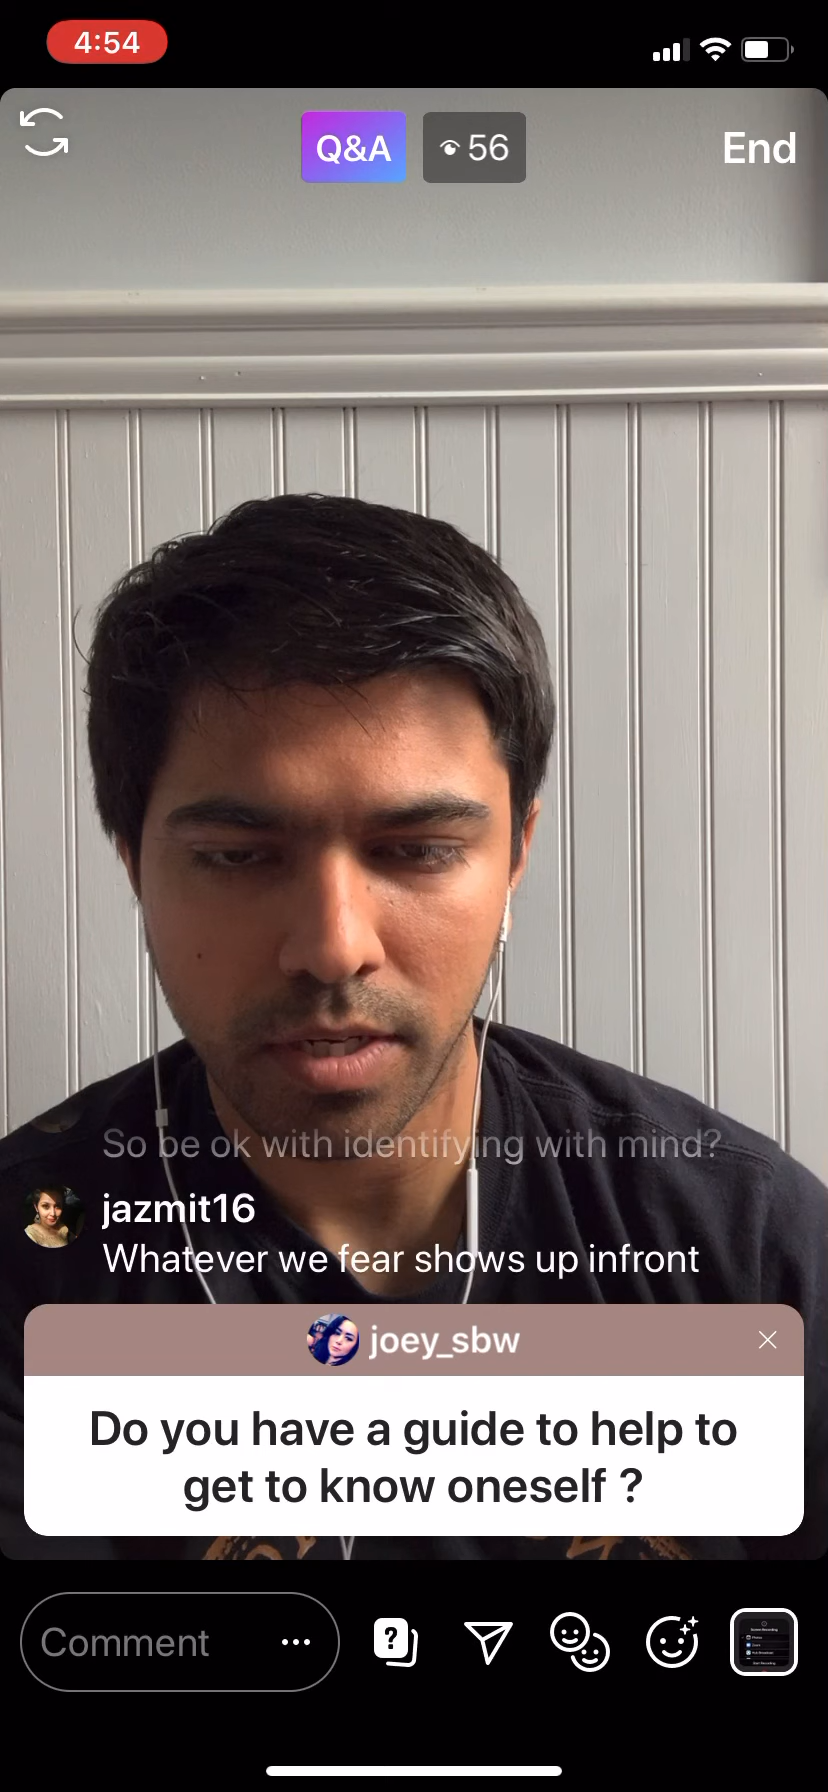 4:54
Q&A
56
End
So be ok with identifying with mind?
jazmit16
Whatever we fear shows up infront
joey_sbw
Do you have a guide to help to
get to know oneself ?
Comment